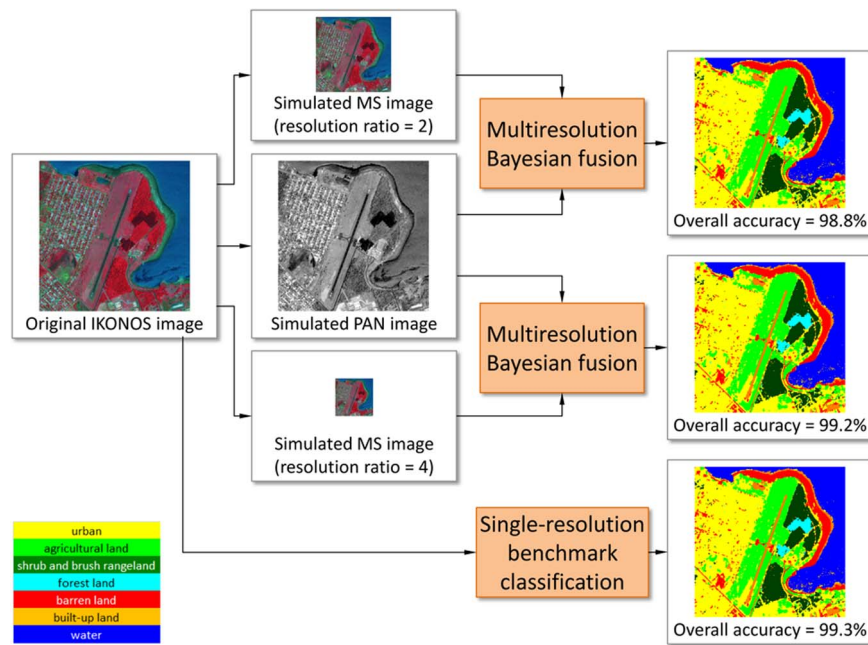 Simulated MS image
(resolution ratio = 2)
Multiresolution
Bayesian fusion
Overall accuracy = 98.8%
Original IKONOS image
Simulated PAN image
Multiresolution
Bayesian fusion
Overall accuracy = 99.2%
Simulated MS image
(resolution ratio = 4)
Single-resolution
benchmark
classification
Overall accuracy = 99.3%
urban
agricultural land
shrub and brush rangeland
forest land
barren land
built-up land
water